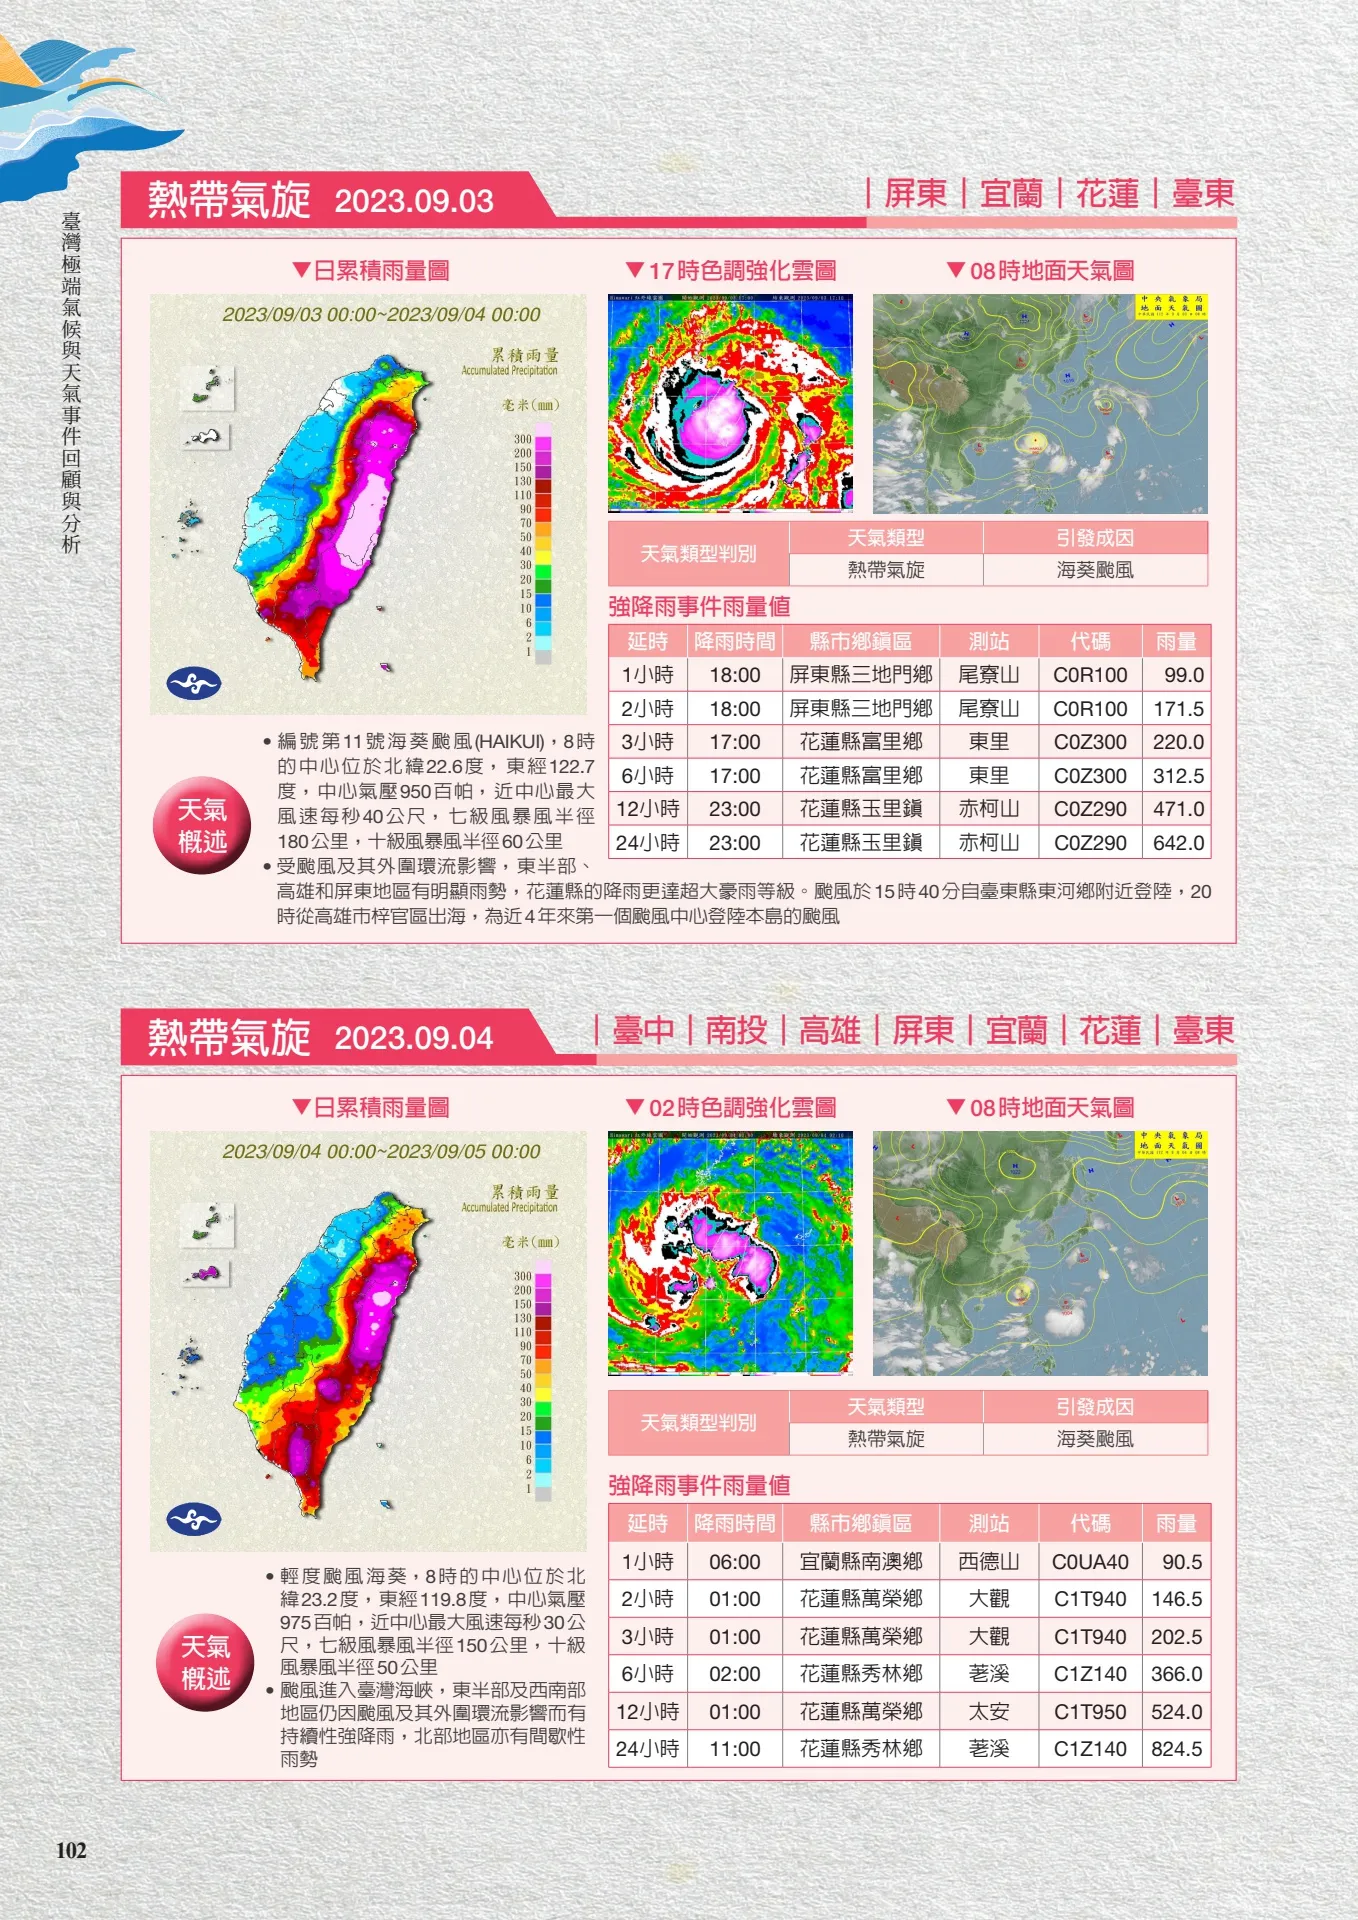 臺灣極端氣候與天氣事件回顧與分析
熱帶氣旋 2023.09.03
｜屏東｜宜蘭｜花蓮｜臺東
▼日累積雨量圖
2023/09/03 00:00~2023/09/04 00:00
累積雨量
Accumulated Precipitation
毫米(mm)
300
200
150
130
110
90
70
50
40
30
20
15
10
6
2
1
▼17時色調強化雲圖
▼08時地面天氣圖
中央氣象局
地面天氣圖
天氣類型判別 天氣類型 引發成因
熱帶氣旋 海葵颱風
強降雨事件雨量值
延時 降雨時間 縣市鄉鎮區 測站 代碼 雨量
1小時 18:00 屏東縣三地門鄉 尾寮山 C0R100 99.0
2小時 18:00 屏東縣三地門鄉 尾寮山 C0R100 171.5
3小時 17:00 花蓮縣富里鄉 東里 C0Z300 220.0
6小時 17:00 花蓮縣富里鄉 東里 C0Z300 312.5
12小時 23:00 花蓮縣玉里鎮 赤柯山 C0Z290 471.0
24小時 23:00 花蓮縣玉里鎮 赤柯山 C0Z290 642.0
天氣
概述
• 編號第11號海葵颱風(HAIKUI)，8時
的中心位於北緯22.6度，東經122.7
度，中心氣壓950百帕，近中心最大
風速每秒40公尺，七級風暴風半徑
180公里，十級風暴風半徑60公里
• 受颱風及其外圍環流影響，東半部、
高雄和屏東地區有明顯雨勢，花蓮縣的降雨更達超大豪雨等級。颱風於15時40分自臺東縣東河鄉附近登陸，20
時從高雄市梓官區出海，為近4年來第一個颱風中心登陸本島的颱風
熱帶氣旋 2023.09.04
｜臺中｜南投｜高雄｜屏東｜宜蘭｜花蓮｜臺東
▼日累積雨量圖
2023/09/04 00:00~2023/09/05 00:00
累積雨量
Accumulated Precipitation
毫米(mm)
300
200
150
130
110
90
70
50
40
30
20
15
10
6
2
1
▼02時色調強化雲圖
▼08時地面天氣圖
中央氣象局
地面天氣圖
天氣類型判別 天氣類型 引發成因
熱帶氣旋 海葵颱風
強降雨事件雨量值
延時 降雨時間 縣市鄉鎮區 測站 代碼 雨量
1小時 06:00 宜蘭縣南澳鄉 西德山 C0UA40 90.5
2小時 01:00 花蓮縣萬榮鄉 大觀 C1T940 146.5
3小時 01:00 花蓮縣萬榮鄉 大觀 C1T940 202.5
6小時 02:00 花蓮縣秀林鄉 荖溪 C1Z140 366.0
12小時 01:00 花蓮縣萬榮鄉 太安 C1T950 524.0
24小時 11:00 花蓮縣秀林鄉 荖溪 C1Z140 824.5
天氣
概述
• 輕度颱風海葵，8時的中心位於北
緯23.2度，東經119.8度，中心氣壓
975百帕，近中心最大風速每秒30公
尺，七級風暴風半徑150公里，十級
風暴風半徑50公里
• 颱風進入臺灣海峽，東半部及西南部
地區仍因颱風及其外圍環流影響而有
持續性強降雨，北部地區亦有間歇性
雨勢
102